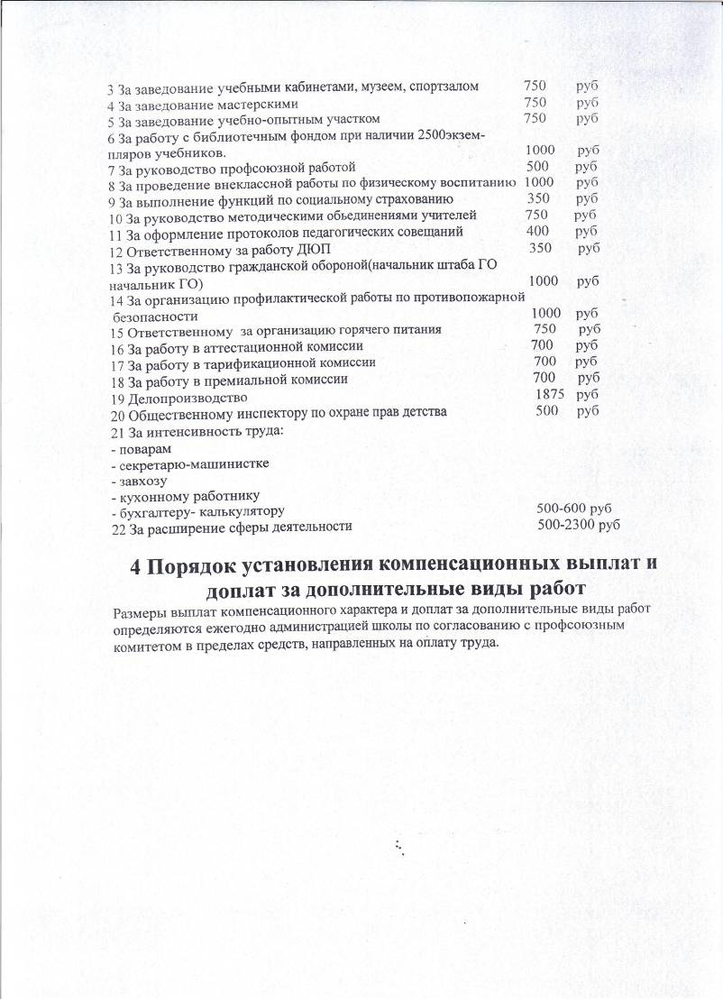 3 За заведование учебными кабинетами, музеем, спортзалом 750 руб
4 За заведование мастерскими 750 руб
5 За заведование учебно-опытным участком 750 руб
6 За работу с библиотечным фондом при наличии 2500экзем-
пляров учебников. 1000 руб
7 За руководство профсоюзной работой 500 руб
8 За проведение внеклассной работы по физическому воспитанию 1000 руб
9 За выполнение функций по социальному страхованию 350 руб
10 За руководство методическими обьединениями учителей 750 руб
11 За оформление протоколов педагогических совещаний 400 руб
12 Ответственному за работу ДЮП 350 руб
13 За руководство гражданской обороной(начальник штаба ГО
начальник ГО) 1000 руб
14 За организацию профилактической работы по противопожарной
безопасности 1000 руб
15 Ответственному за организацию горячего питания 750 руб
16 За работу в аттестационной комиссии 700 руб
17 За работу в тарификационной комиссии 700 руб
18 За работу в премиальной комиссии 700 руб
19 Делопроизводство 1875 руб
20 Общественному инспектору по охране прав детства 500 руб
21 За интенсивность труда:
- поварам
- секретарю-машинистке
- завхозу
- кухонному работнику
- бухгалтеру- калькулятору 500-600 руб
22 За расширение сферы деятельности 500-2300 руб
4 Порядок установления компенсационных выплат и
доплат за дополнительные виды работ
Размеры выплат компенсационного характера и доплат за дополнительные виды работ
определяются ежегодно администрацией школы по согласованию с профсоюзным
комитетом в пределах средств, направленных на оплату труда.